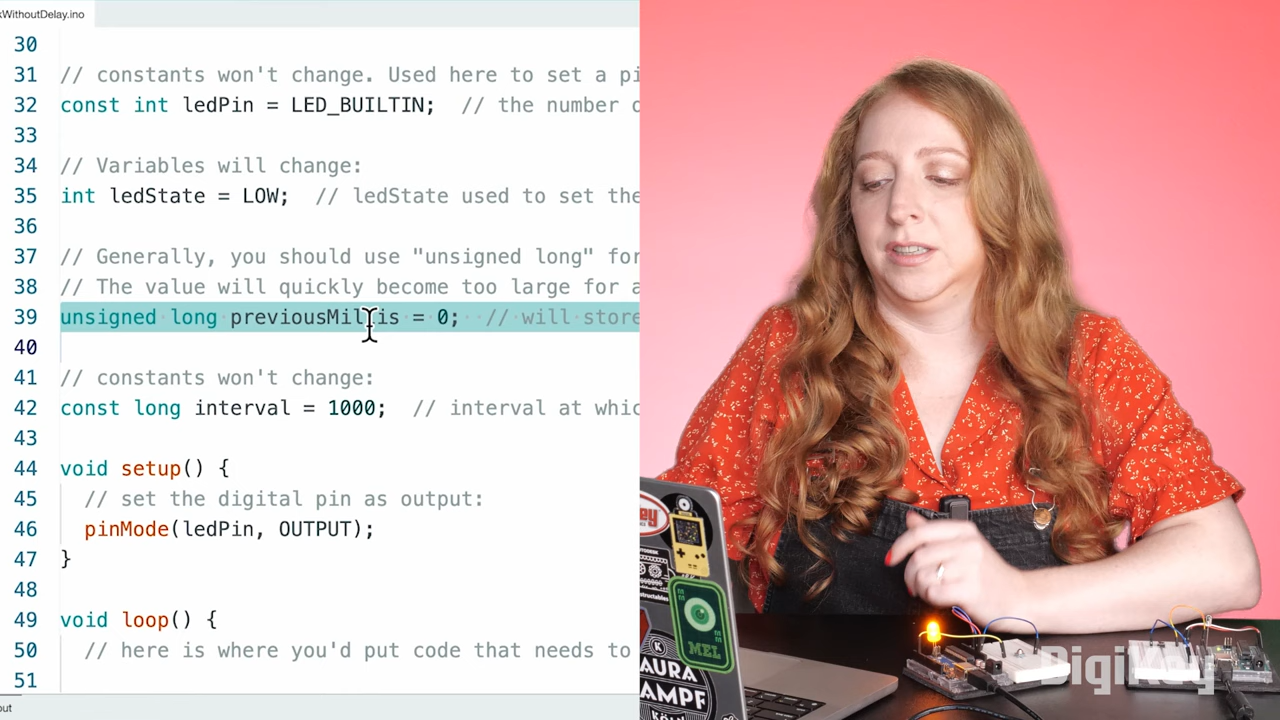 kWithoutDelay.ino
30
31 // constants won't change. Used here to set a pi
32 const int ledPin = LED_BUILTIN; // the number o
33
34 // Variables will change:
35 int ledState = LOW; // ledState used to set the
36
37 // Generally, you should use "unsigned long" for
38 // The value will quickly become too large for a
39 unsigned long previousMillis = 0; // will store
40
41 // constants won't change:
42 const long interval = 1000; // interval at whic
43
44 void setup() {
45 // set the digital pin as output:
46 pinMode(ledPin, OUTPUT);
47 }
48
49 void loop() {
50 // here is where you'd put code that needs to
51
put
MEL
AURA
AMPF
DigiKey